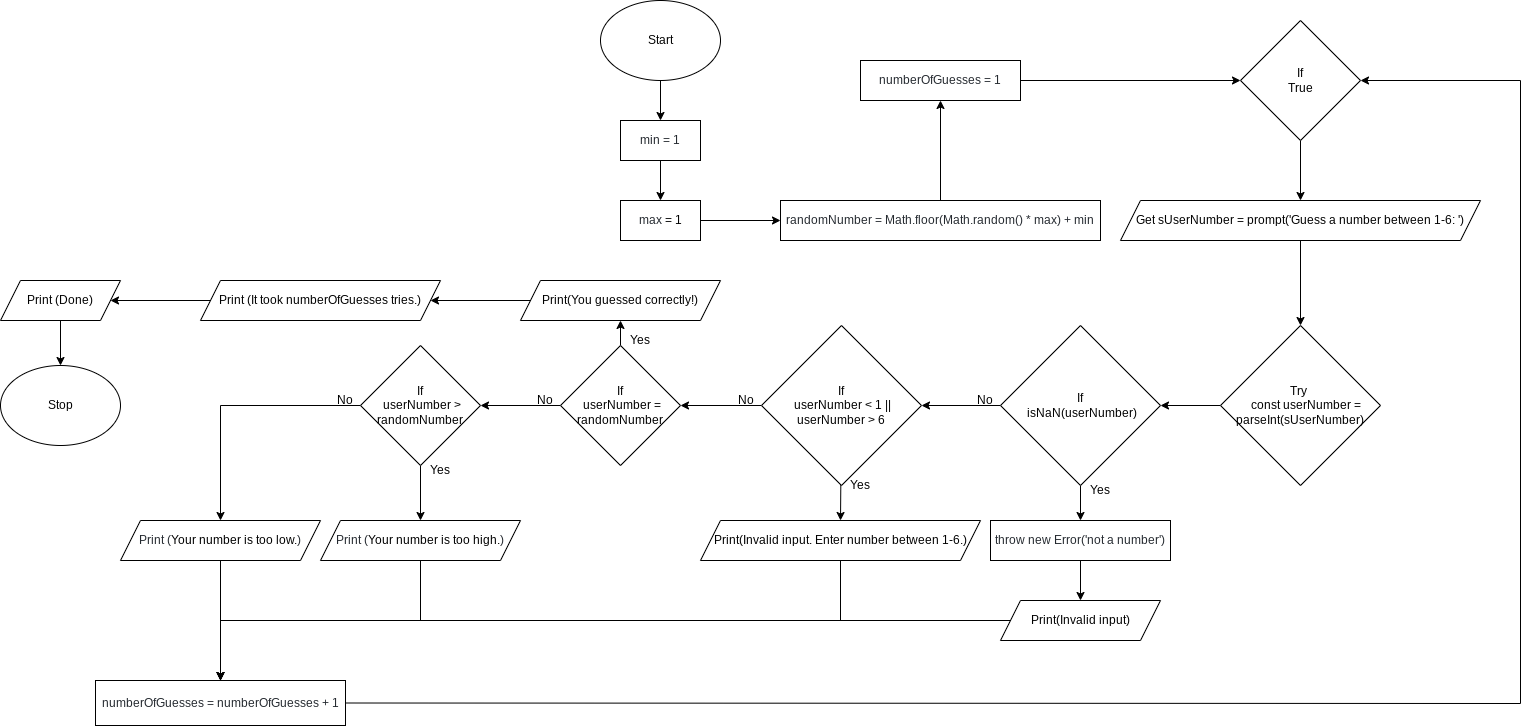 Start
min = 1
max = 1
randomNumber = Math.floor(Math.random() * max) + min
numberOfGuesses = 1
If
True
Get sUserNumber = prompt('Guess a number between 1-6: ')
Try
const userNumber =
parseInt(sUserNumber)
If
isNaN(userNumber)
Yes
throw new Error('not a number')
Print(Invalid input)
No
If
userNumber < 1 ||
userNumber > 6
Yes
Print(Invalid input. Enter number between 1-6.)
No
If
userNumber =
randomNumber
Yes
Print(You guessed correctly!)
Print (It took numberOfGuesses tries.)
Print (Done)
Stop
No
If
userNumber >
randomNumber
Yes
Print (Your number is too high.)
No
Print (Your number is too low.)
numberOfGuesses = numberOfGuesses + 1